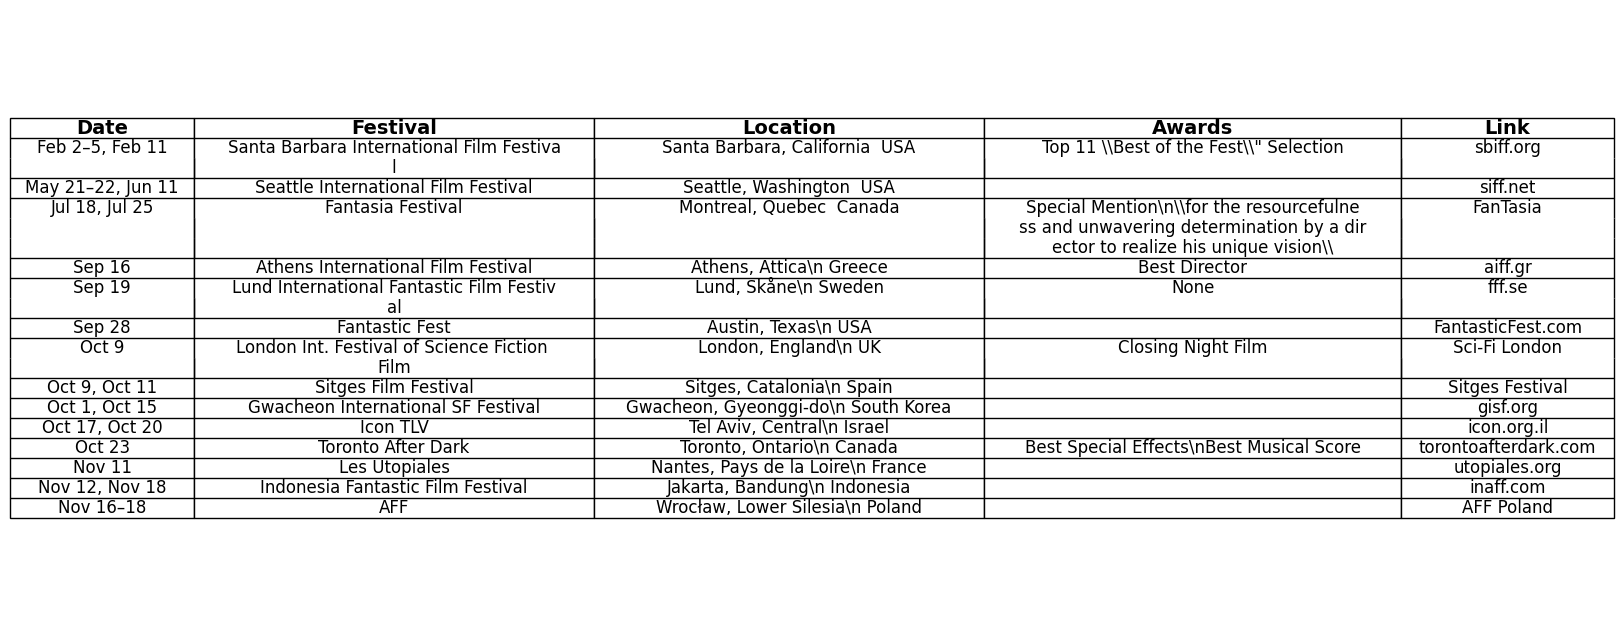 Date Festival Location Awards Link
Feb 2–5, Feb 11 Santa Barbara International Film Festiva Santa Barbara, California  USA Top 11 \\Best of the Fest\\" Selection sbiff.org
l
May 21–22, Jun 11 Seattle International Film Festival Seattle, Washington  USA siff.net
Jul 18, Jul 25 Fantasia Festival Montreal, Quebec  Canada Special Mention\n\\for the resourcefulne FanTasia
ss and unwavering determination by a dir
ector to realize his unique vision\\
Sep 16 Athens International Film Festival Athens, Attica\n Greece Best Director aiff.gr
Sep 19 Lund International Fantastic Film Festiv Lund, Skåne\n Sweden None fff.se
al
Sep 28 Fantastic Fest Austin, Texas\n USA FantasticFest.com
Oct 9 London Int. Festival of Science Fiction London, England\n UK Closing Night Film Sci-Fi London
Film
Oct 9, Oct 11 Sitges Film Festival Sitges, Catalonia\n Spain Sitges Festival
Oct 1, Oct 15 Gwacheon International SF Festival Gwacheon, Gyeonggi-do\n South Korea gisf.org
Oct 17, Oct 20 Icon TLV Tel Aviv, Central\n Israel icon.org.il
Oct 23 Toronto After Dark Toronto, Ontario\n Canada Best Special Effects\nBest Musical Score torontoafterdark.com
Nov 11 Les Utopiales Nantes, Pays de la Loire\n France utopiales.org
Nov 12, Nov 18 Indonesia Fantastic Film Festival Jakarta, Bandung\n Indonesia inaff.com
Nov 16–18 AFF Wrocław, Lower Silesia\n Poland AFF Poland